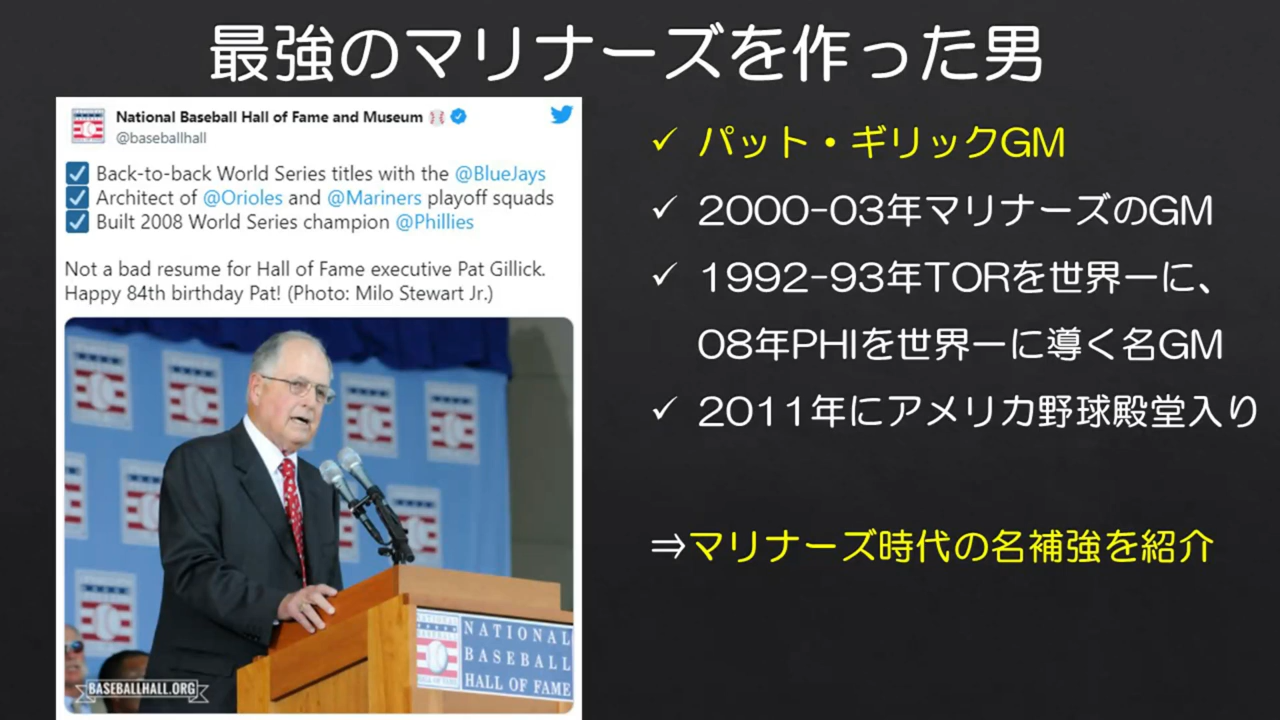 最強のマリナーズを作った男
National Baseball Hall of Fame and Museum
@baseballhall
Back-to-back World Series titles with the @BlueJays
Architect of @Orioles and @Mariners playoff squads
Built 2008 World Series champion @Phillies
Not a bad resume for Hall of Fame executive Pat Gillick.
Happy 84th birthday Pat! (Photo: Milo Stewart Jr.)
NATIONAL
BASEBALL
HALL OF FAME
BASEBALLHALL.ORG
パット・ギリックGM
2000-03年マリナーズのGM
1992-93年TORを世界一に、
08年PHIを世界一に導く名GM
2011年にアメリカ野球殿堂入り
⇒マリナーズ時代の名補強を紹介